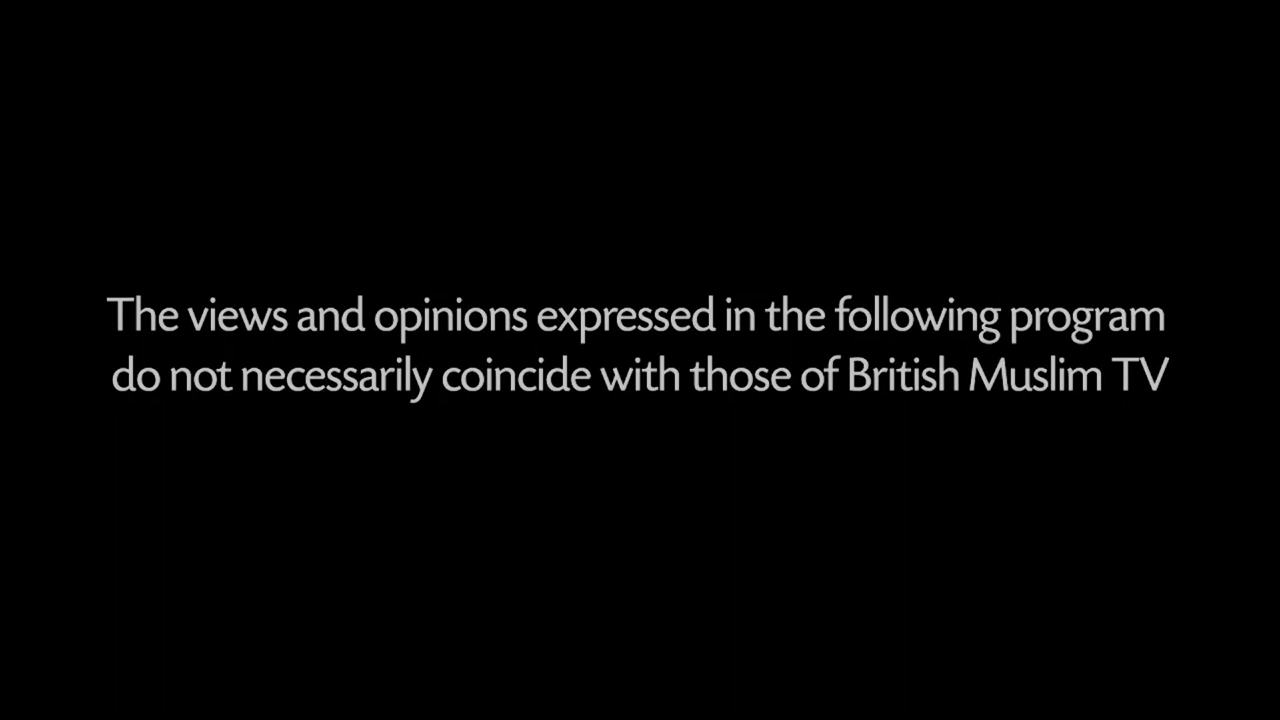 The views and opinions expressed in the following program
do not necessarily coincide with those of British Muslim TV